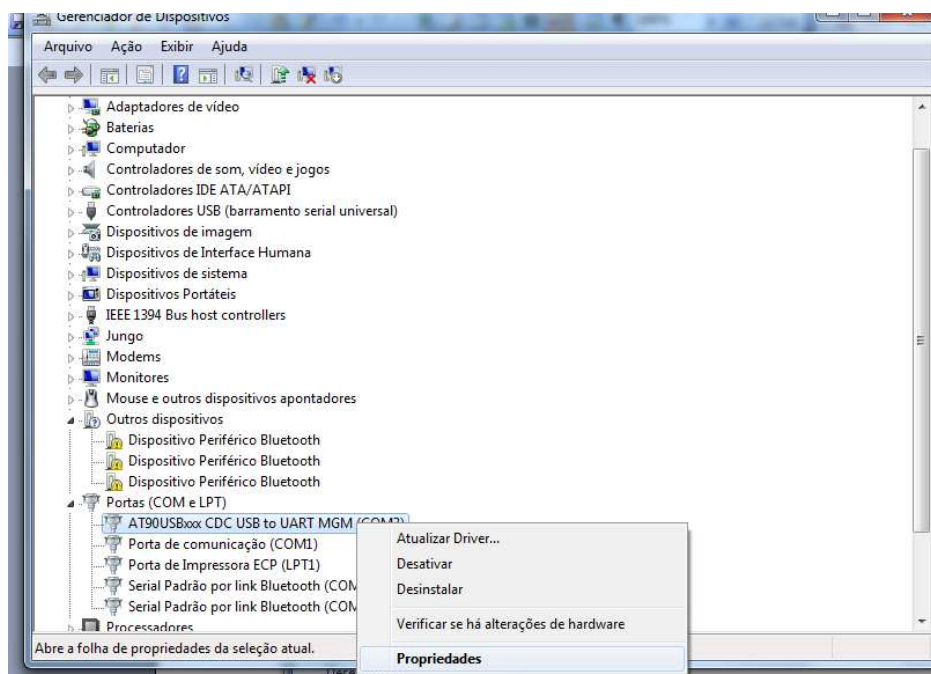 Gerenciador de Dispositivos
Arquivo Ação Exibir Ajuda
Adaptadores de vídeo
Baterias
Computador
Controladores de som, vídeo e jogos
Controladores IDE ATA/ATAPI
Controladores USB (barramento serial universal)
Dispositivos de imagem
Dispositivos de Interface Humana
Dispositivos de sistema
Dispositivos Portáteis
IEEE 1394 Bus host controllers
Jungo
Modems
Monitores
Mouse e outros dispositivos apontadores
Outros dispositivos
Dispositivo Periférico Bluetooth
Dispositivo Periférico Bluetooth
Dispositivo Periférico Bluetooth
Portas (COM e LPT)
AT90USBxxx CDC USB to UART MGM
Porta de comunicação (COM1)
Porta de Impressora ECP (LPT1)
Serial Padrão por link Bluetooth (COM
Serial Padrão por link Bluetooth (COM
Processadores
Atualizar Driver...
Desativar
Desinstalar
Verificar se há alterações de hardware
Propriedades
Abre a folha de propriedades da seleção atual.